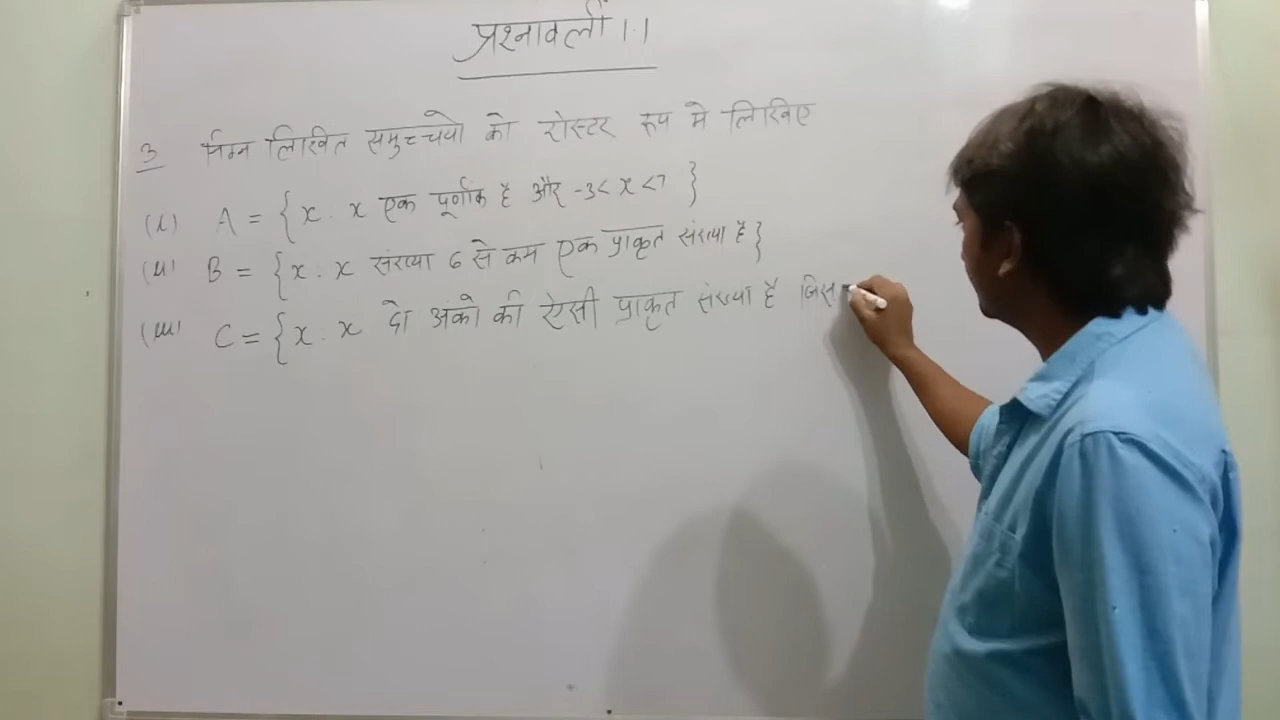 प्रश्नावली 1.1
3 निम्न लिखित समुच्चयो को रोस्टर रूप मे लिखिए
(i) A = { x : x एक पूर्णांक है और -3 < x < 7 }
(ii) B = { x : x संख्या 6 से कम एक प्राकृत संख्या है }
(iii) C = { x : x दो अंको की ऐसी प्राकृत संख्या है जिस